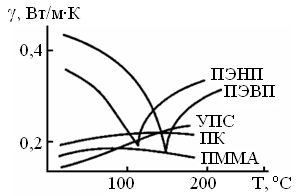 γ, Вт/м·К
0,4
ПЭНП
ПЭВП
УПС
0,2
ПК
ПММА
100
200
T, °C